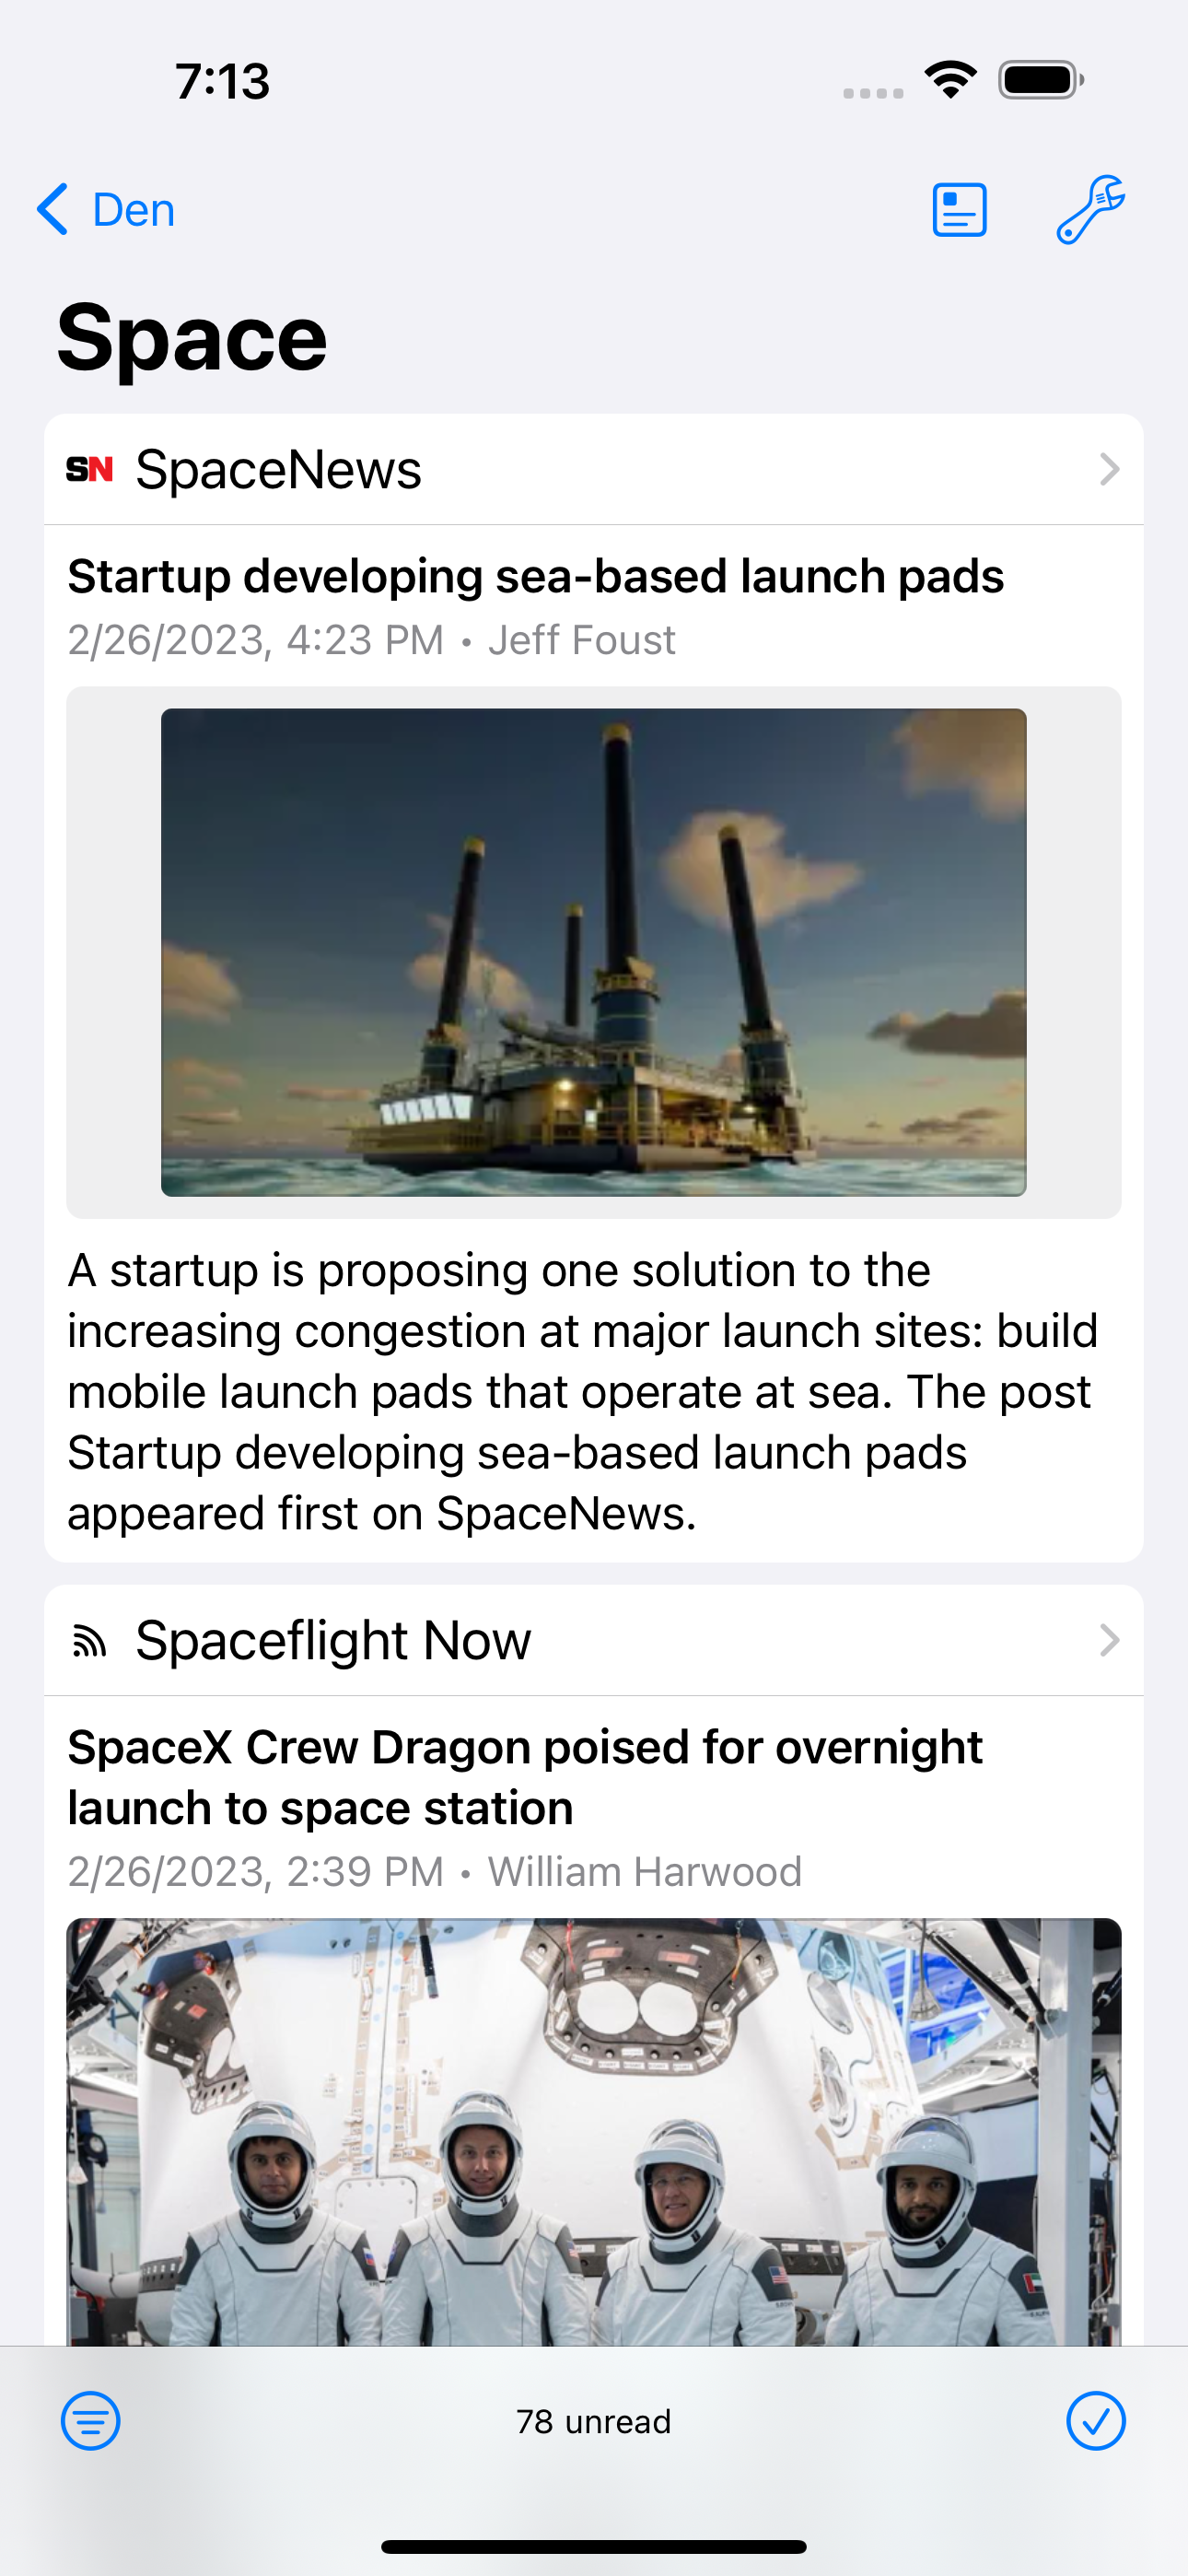 7:13
Den
Space
SN SpaceNews
Startup developing sea-based launch pads
2/26/2023, 4:23 PM • Jeff Foust
A startup is proposing one solution to the
increasing congestion at major launch sites: build
mobile launch pads that operate at sea. The post
Startup developing sea-based launch pads
appeared first on SpaceNews.
Spaceflight Now
SpaceX Crew Dragon poised for overnight
launch to space station
2/26/2023, 2:39 PM • William Harwood
78 unread